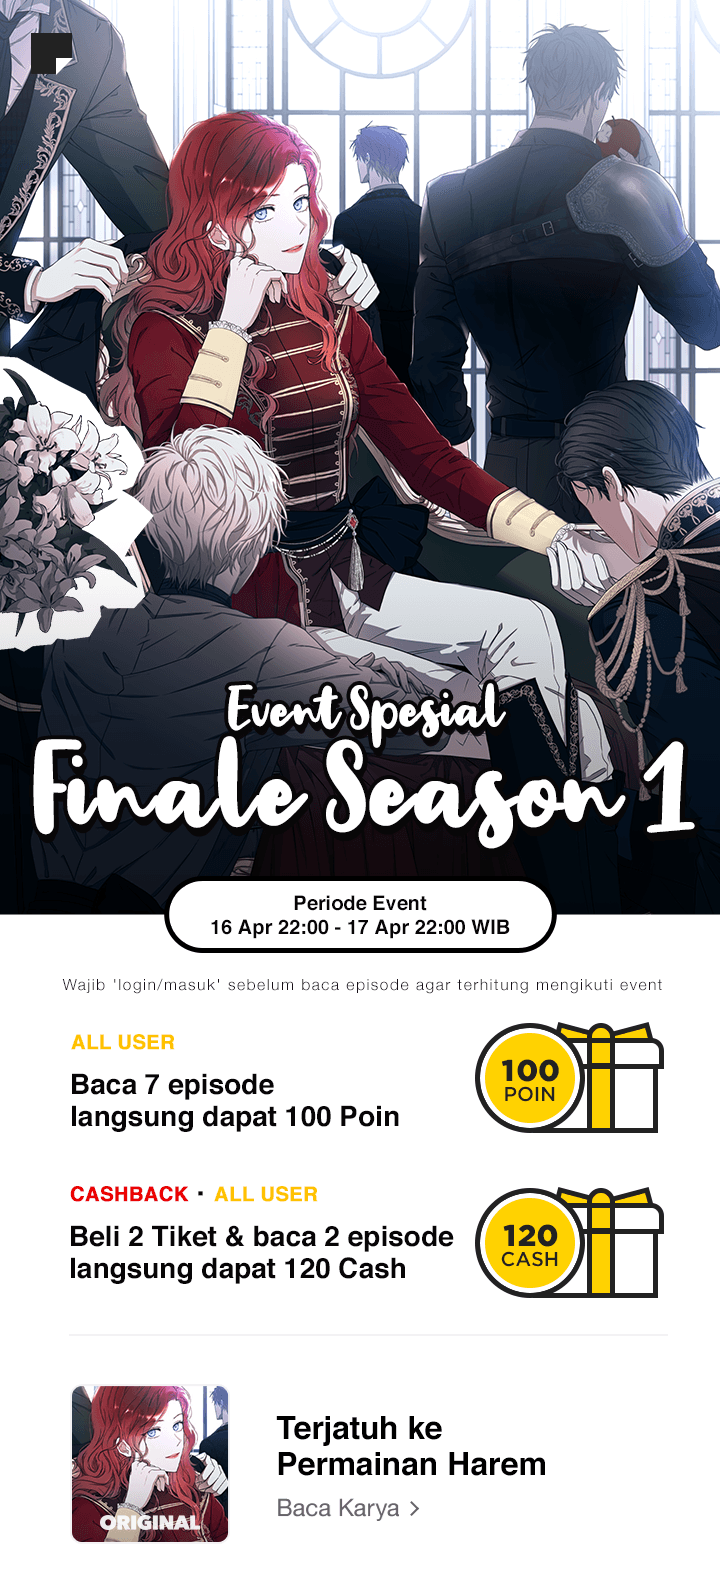 Event Spesial
Finale Season 1
Periode Event
16 Apr 22:00 - 17 Apr 22:00 WIB
Wajib 'login/masuk' sebelum baca episode agar terhitung mengikuti event
ALL USER
Baca 7 episode
langsung dapat 100 Poin
100
POIN
CASHBACK · ALL USER
Beli 2 Tiket & baca 2 episode
langsung dapat 120 Cash
120
CASH
ORIGINAL
Terjatuh ke
Permainan Harem
Baca Karya >